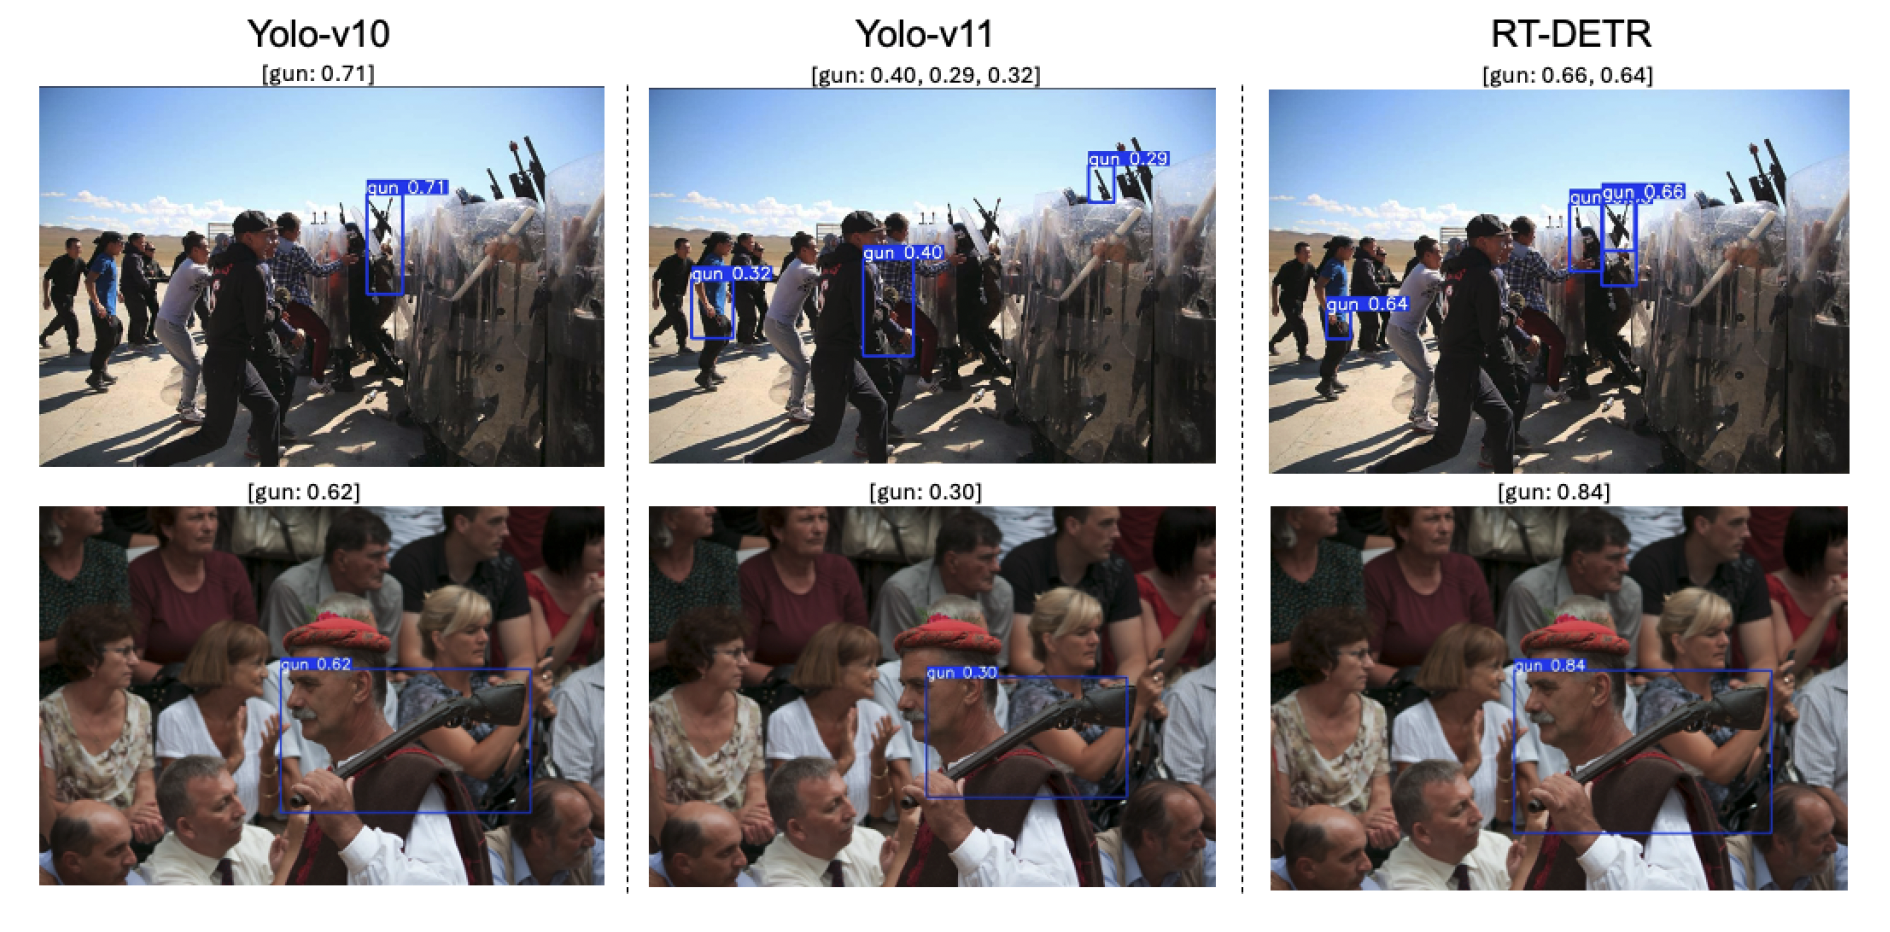 Yolo-v10
[gun: 0.71]
gun 0.71
[gun: 0.62]
gun 0.62
Yolo-v11
[gun: 0.40, 0.29, 0.32]
gun 0.29
gun 0.40
gun 0.32
[gun: 0.30]
gun 0.30
RT-DETR
[gun: 0.66, 0.64]
gun
gun 0.66
gun 0.64
[gun: 0.84]
gun 0.84